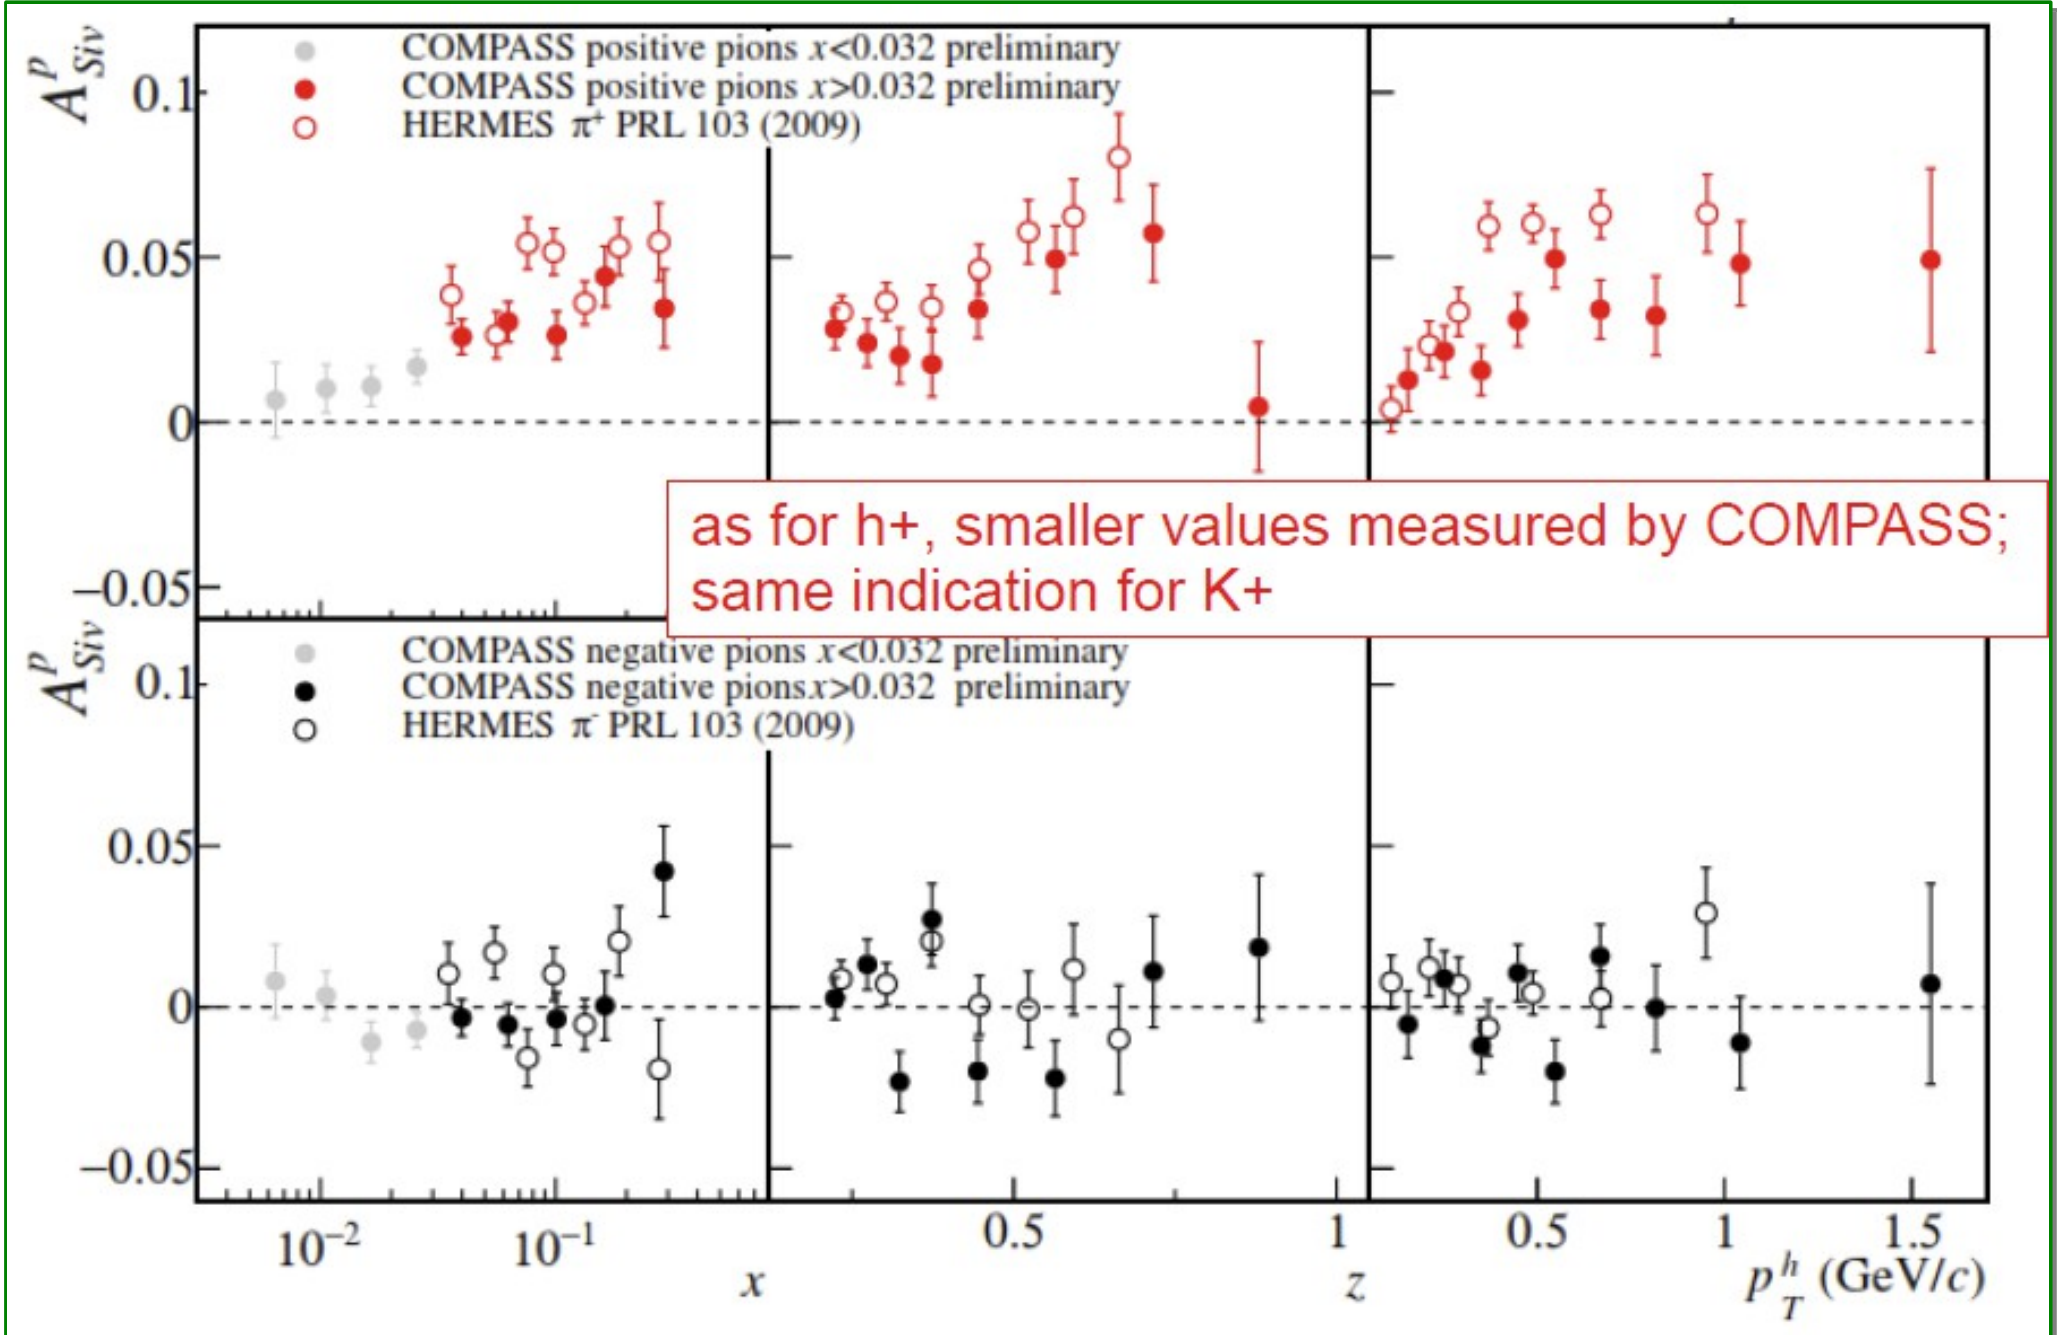 A^p_Siv
COMPASS positive pions x<0.032 preliminary
COMPASS positive pions x>0.032 preliminary
HERMES π+ PRL 103 (2009)
0.1
0.05
0
−0.05
as for h+, smaller values measured by COMPASS;
same indication for K+
A^p_Siv
COMPASS negative pions x<0.032 preliminary
COMPASS negative pionsx>0.032 preliminary
HERMES π- PRL 103 (2009)
0.1
0.05
0
−0.05
10−2 10−1 0.5 1 0.5 1 1.5
x z p^h_T (GeV/c)